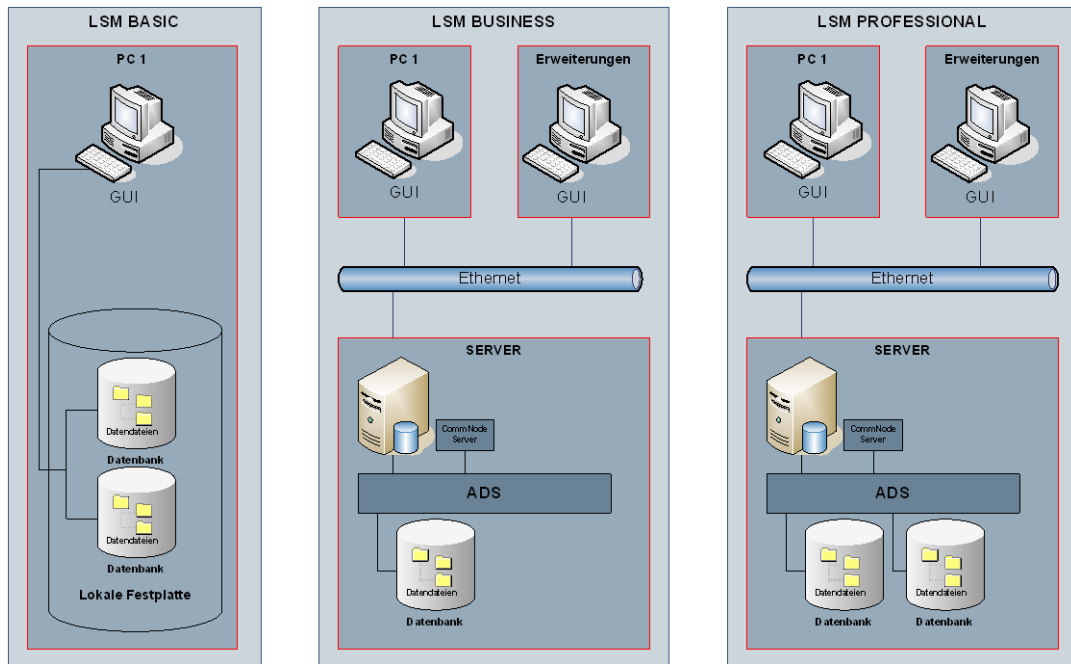 LSM BASIC
PC 1
GUI
Datendateien
Datenbank
Datendateien
Datenbank
Lokale Festplatte
LSM BUSINESS
PC 1
GUI
Erweiterungen
GUI
Ethernet
SERVER
CommNode
Server
ADS
Datendateien
Datenbank
LSM PROFESSIONAL
PC 1
GUI
Erweiterungen
GUI
Ethernet
SERVER
CommNode
Server
ADS
Datendateien
Datenbank
Datendateien
Datenbank